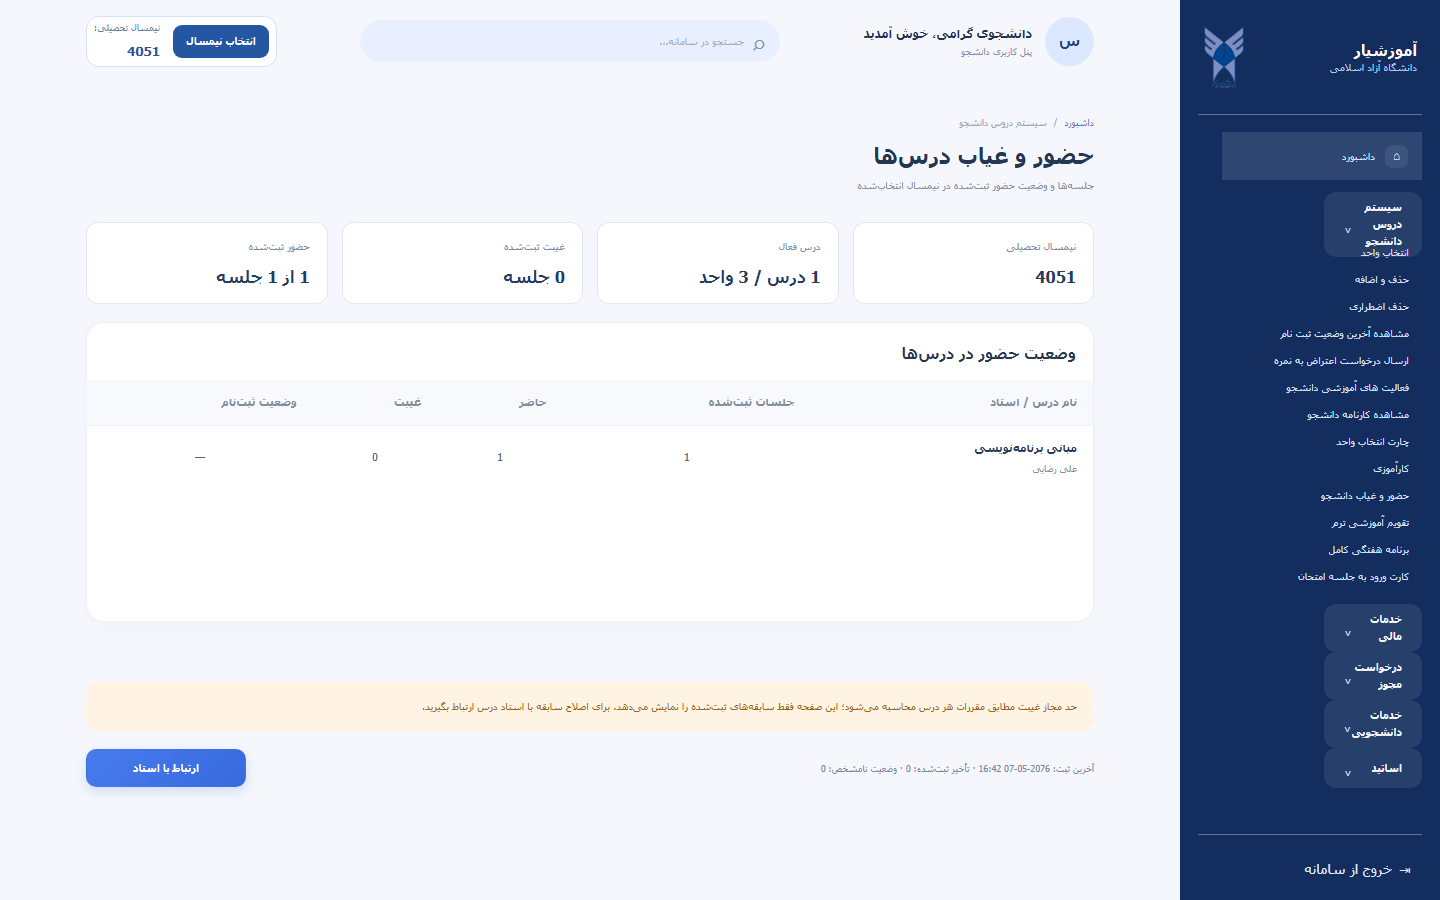 آموزشیار
دانشگاه آزاد اسلامی
داشبورد
سیستم
دروس
دانشجو
انتخاب واحد
حذف و اضافه
حذف اضطراری
مشاهده آخرین وضعیت ثبت نام
ارسال درخواست اعتراض به نمره
فعالیت های آموزشی دانشجو
مشاهده کارنامه دانشجو
چارت انتخاب واحد
کارآموزی
حضور و غیاب دانشجو
تقویم آموزشی ترم
برنامه هفتگی کامل
کارت ورود به جلسه امتحان
خدمات
مالی
درخواست
مجوز
خدمات
دانشجویی
اساتید
خروج از سامانه
س
دانشجوی گرامی، خوش آمدید
پنل کاربری دانشجو
جستجو در سامانه...
انتخاب نیمسال
نیمسال تحصیلی:
4051
داشبورد / سیستم دروس دانشجو
حضور و غیاب درس‌ها
جلسه‌ها و وضعیت حضور ثبت‌شده در نیمسال انتخاب‌شده
نیمسال تحصیلی
4051
درس فعال
1 درس / 3 واحد
غیبت ثبت‌شده
0 جلسه
حضور ثبت‌شده
1 از 1 جلسه
وضعیت حضور در درس‌ها
نام درس / استاد جلسات ثبت‌شده حاضر غیبت وضعیت ثبت‌نام
مبانی برنامه‌نویسی
علی رضایی
1 1 0 —
حد مجاز غیبت مطابق مقررات هر درس محاسبه می‌شود؛ این صفحه فقط سابقه‌های ثبت‌شده را نمایش می‌دهد. برای اصلاح سابقه با استاد درس ارتباط بگیرید.
آخرین ثبت: 2076-05-07 16:42 · تأخیر ثبت‌شده: 0 · وضعیت نامشخص: 0
ارتباط با استاد